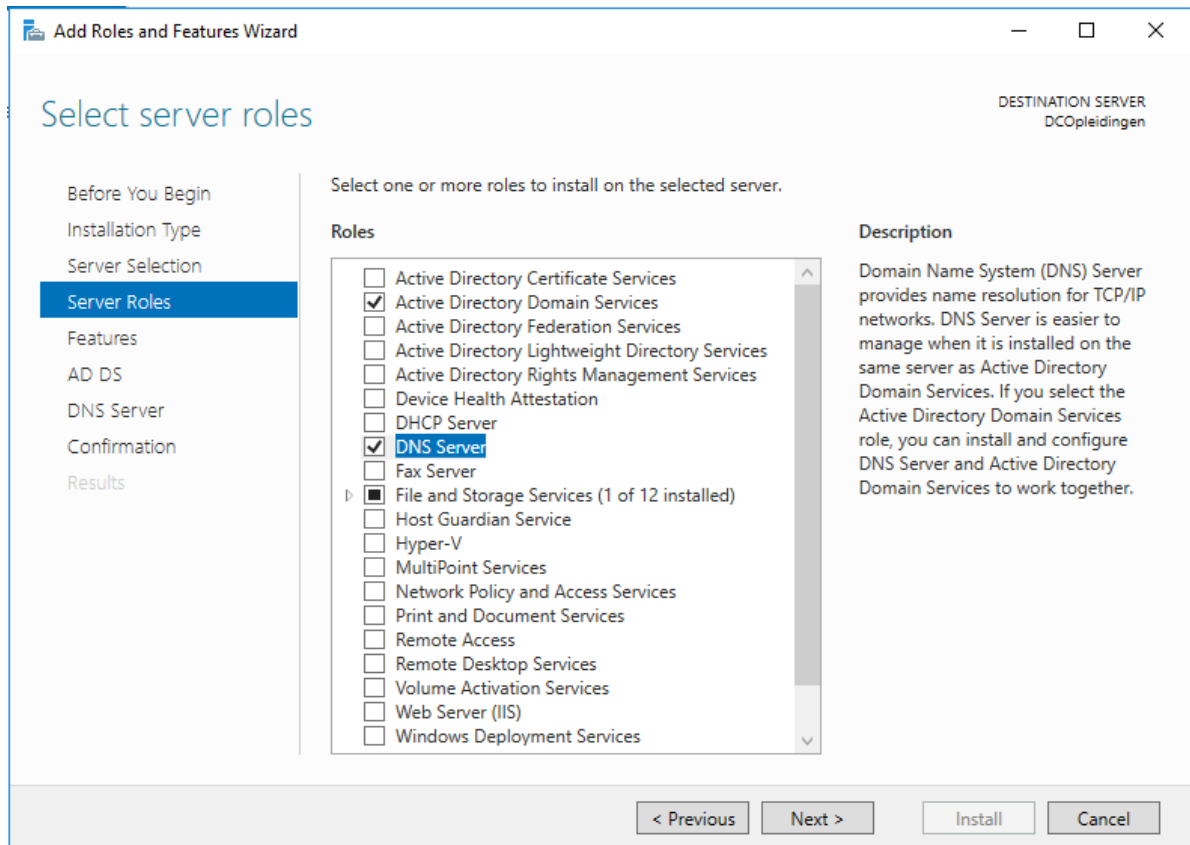 Add Roles and Features Wizard
Select server roles
DESTINATION SERVER
DCOpleidingen
Before You Begin
Installation Type
Server Selection
Server Roles
Features
AD DS
DNS Server
Confirmation
Results
Select one or more roles to install on the selected server.
Roles
Active Directory Certificate Services
Active Directory Domain Services
Active Directory Federation Services
Active Directory Lightweight Directory Services
Active Directory Rights Management Services
Device Health Attestation
DHCP Server
DNS Server
Fax Server
File and Storage Services (1 of 12 installed)
Host Guardian Service
Hyper-V
MultiPoint Services
Network Policy and Access Services
Print and Document Services
Remote Access
Remote Desktop Services
Volume Activation Services
Web Server (IIS)
Windows Deployment Services
Description
Domain Name System (DNS) Server
provides name resolution for TCP/IP
networks. DNS Server is easier to
manage when it is installed on the
same server as Active Directory
Domain Services. If you select the
Active Directory Domain Services
role, you can install and configure
DNS Server and Active Directory
Domain Services to work together.
< Previous
Next >
Install
Cancel